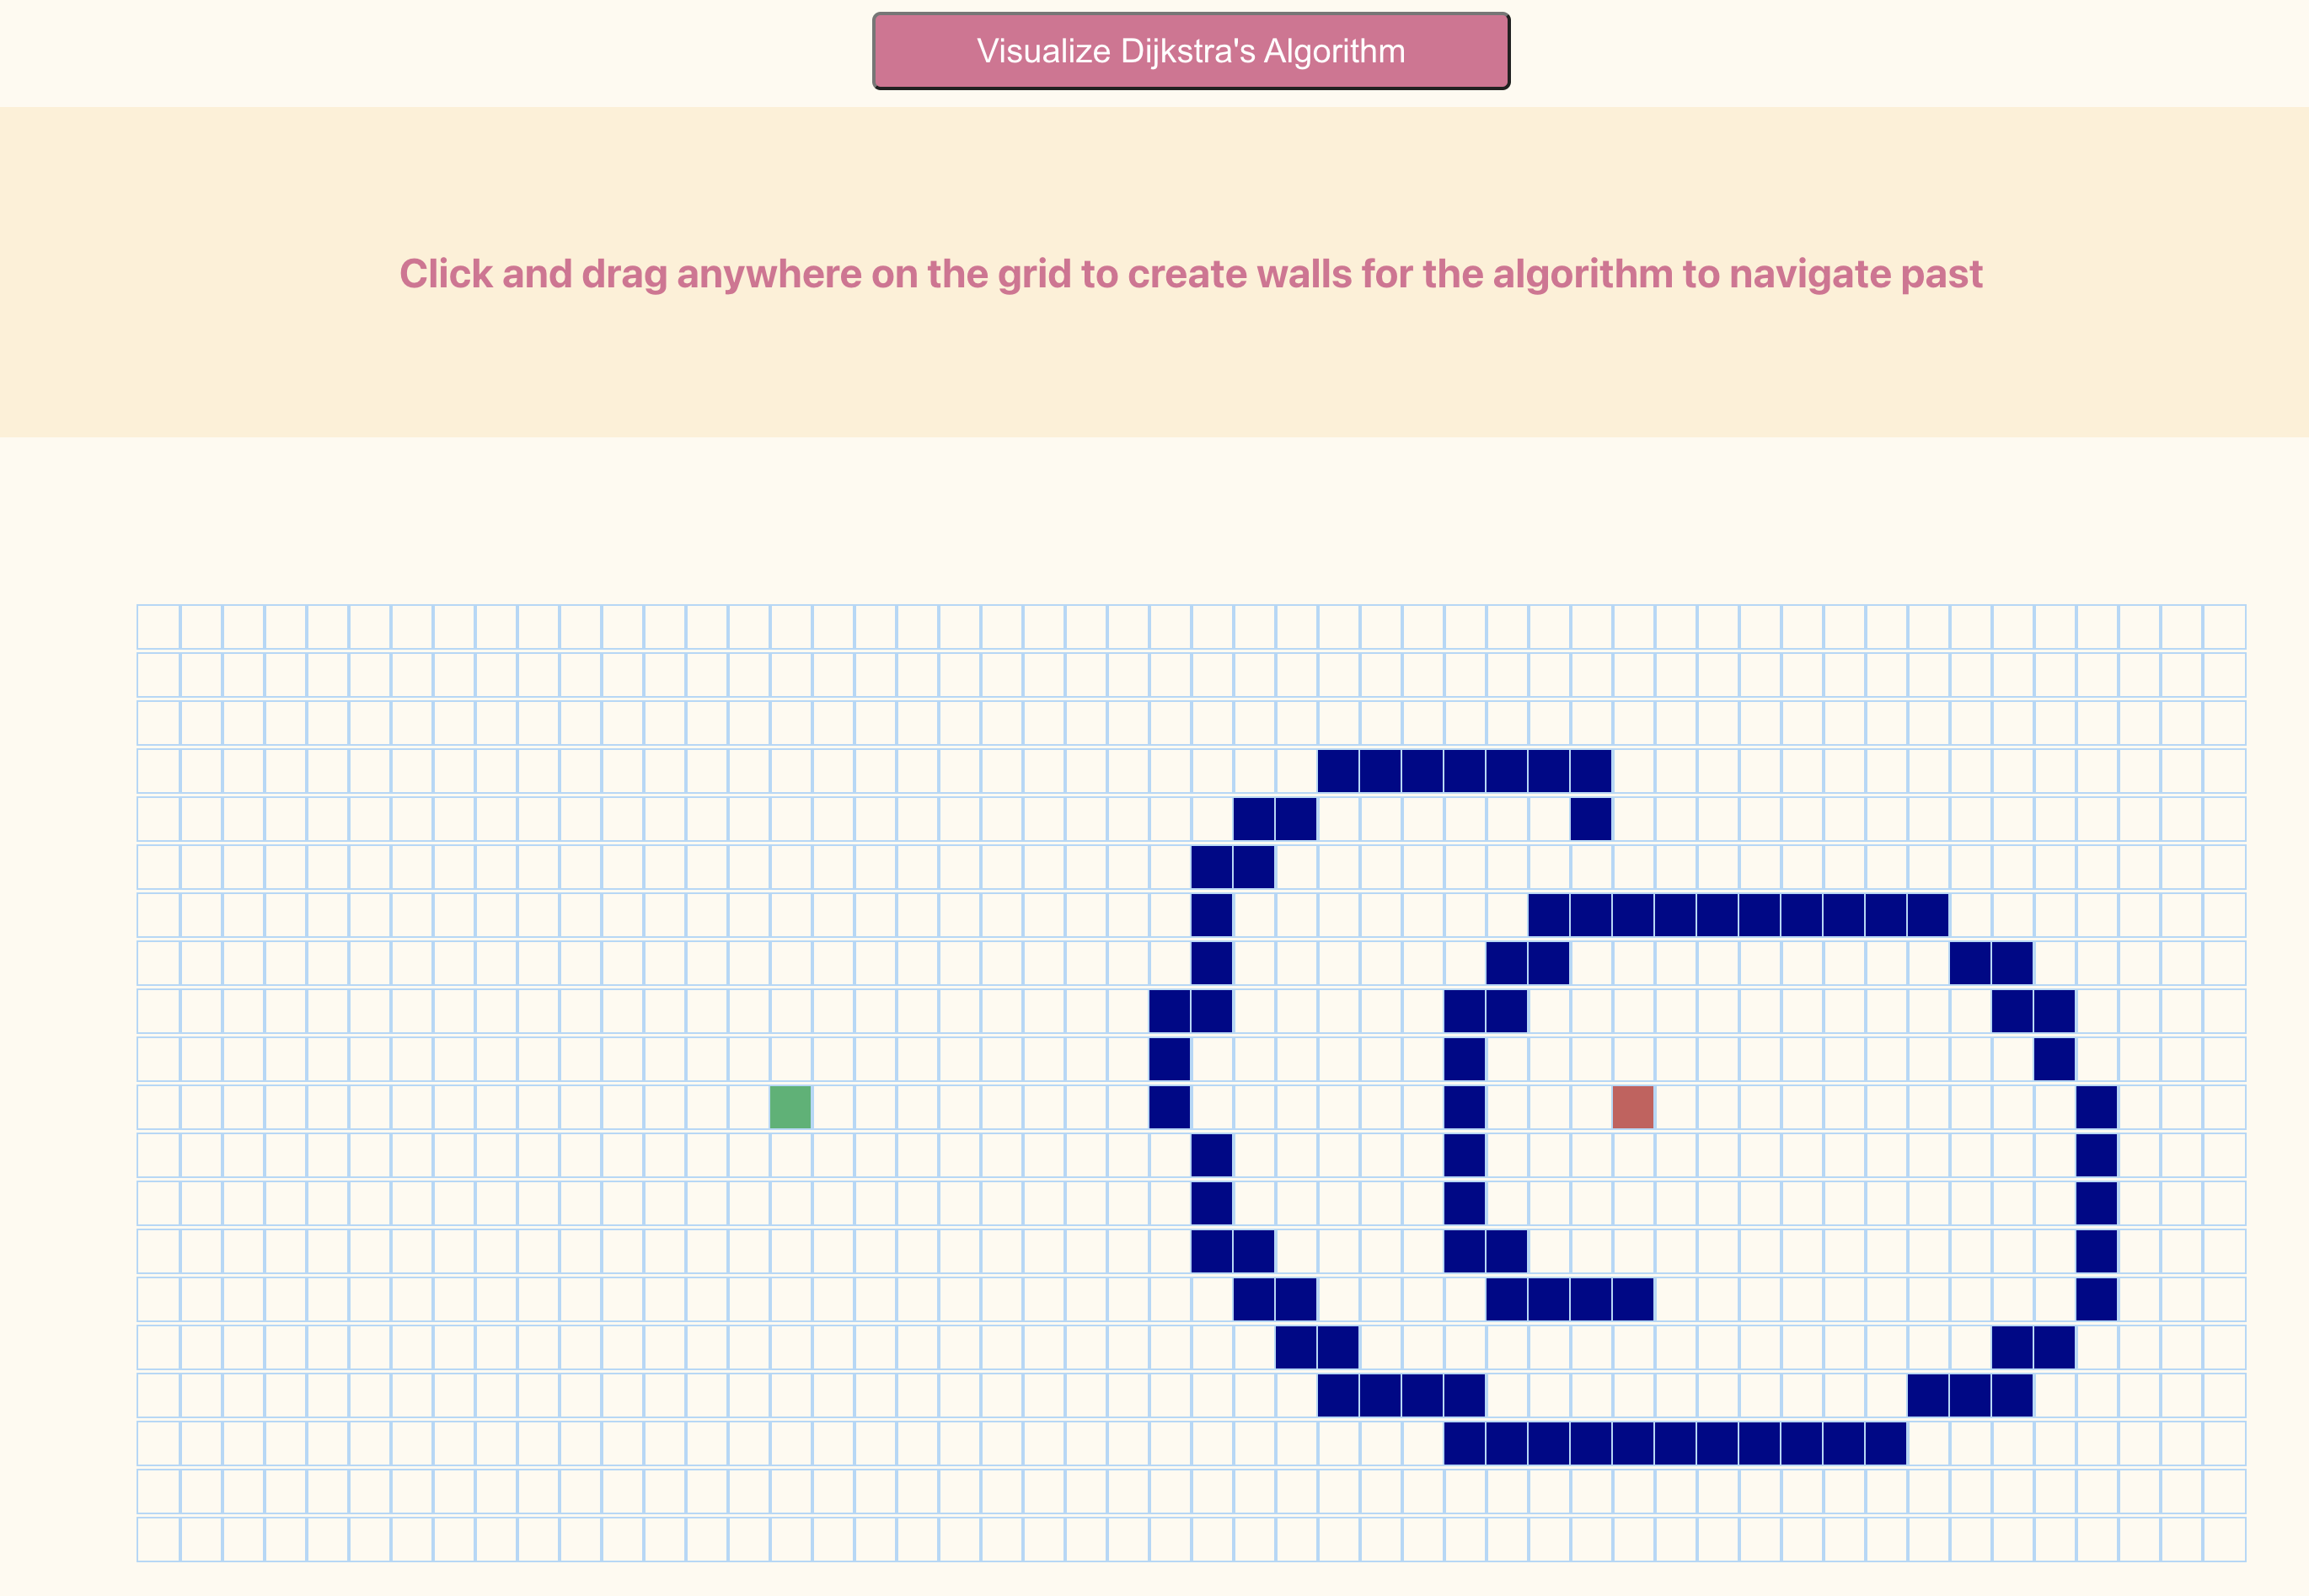 Visualize Dijkstra's Algorithm
Click and drag anywhere on the grid to create walls for the algorithm to navigate past